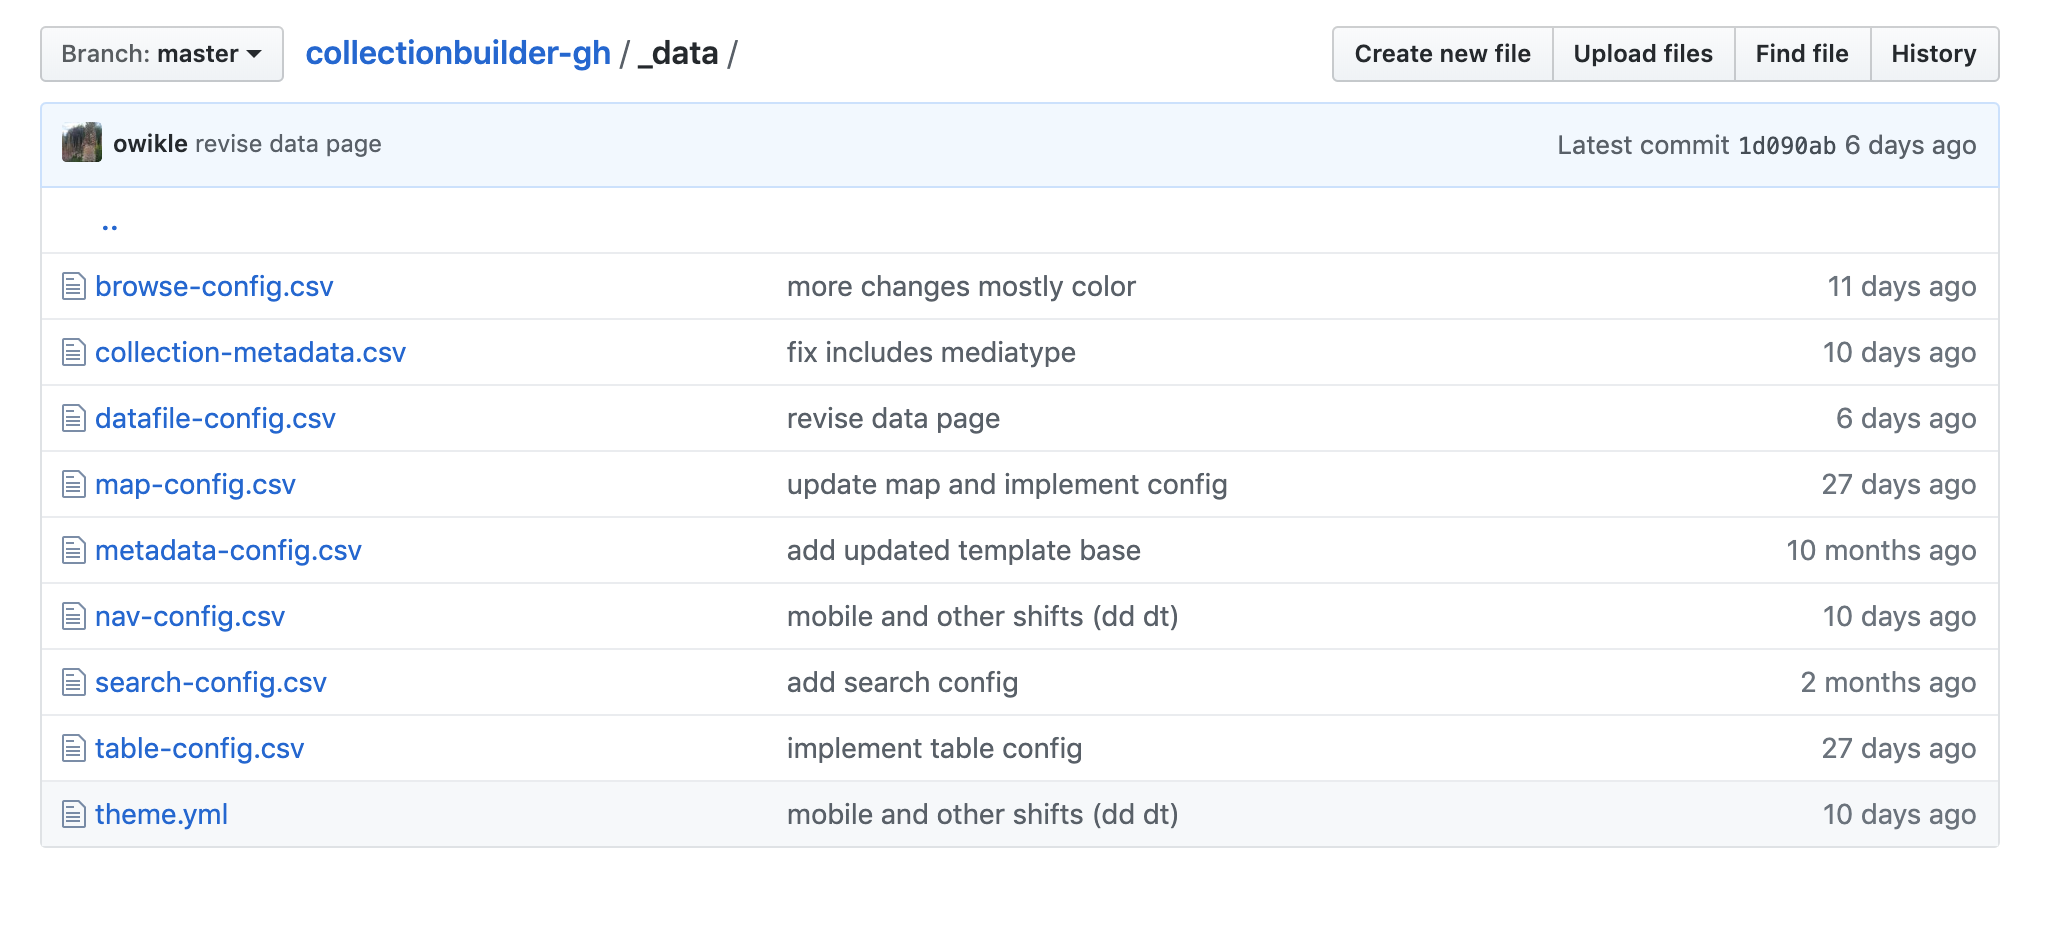 Branch: master collectionbuilder-gh / _data / Create new file Upload files Find file History
owikle revise data page Latest commit 1d090ab 6 days ago
..
browse-config.csv more changes mostly color 11 days ago
collection-metadata.csv fix includes mediatype 10 days ago
datafile-config.csv revise data page 6 days ago
map-config.csv update map and implement config 27 days ago
metadata-config.csv add updated template base 10 months ago
nav-config.csv mobile and other shifts (dd dt) 10 days ago
search-config.csv add search config 2 months ago
table-config.csv implement table config 27 days ago
theme.yml mobile and other shifts (dd dt) 10 days ago